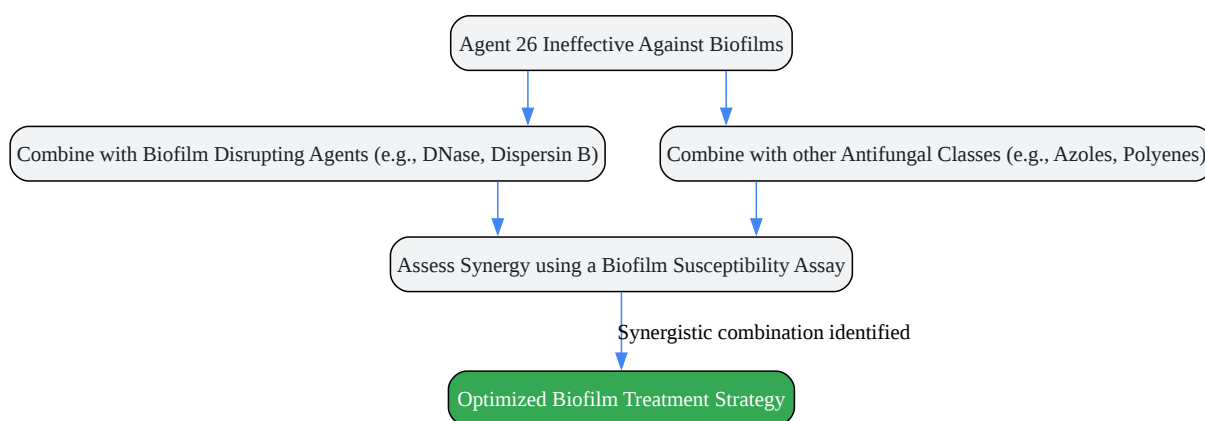 Agent 26 Ineffective Against Biofilms
Combine with Biofilm Disrupting Agents (e.g., DNase, Dispersin B)
Combine with other Antifungal Classes (e.g., Azoles, Polyenes)
Assess Synergy using a Biofilm Susceptibility Assay
Synergistic combination identified
Optimized Biofilm Treatment Strategy